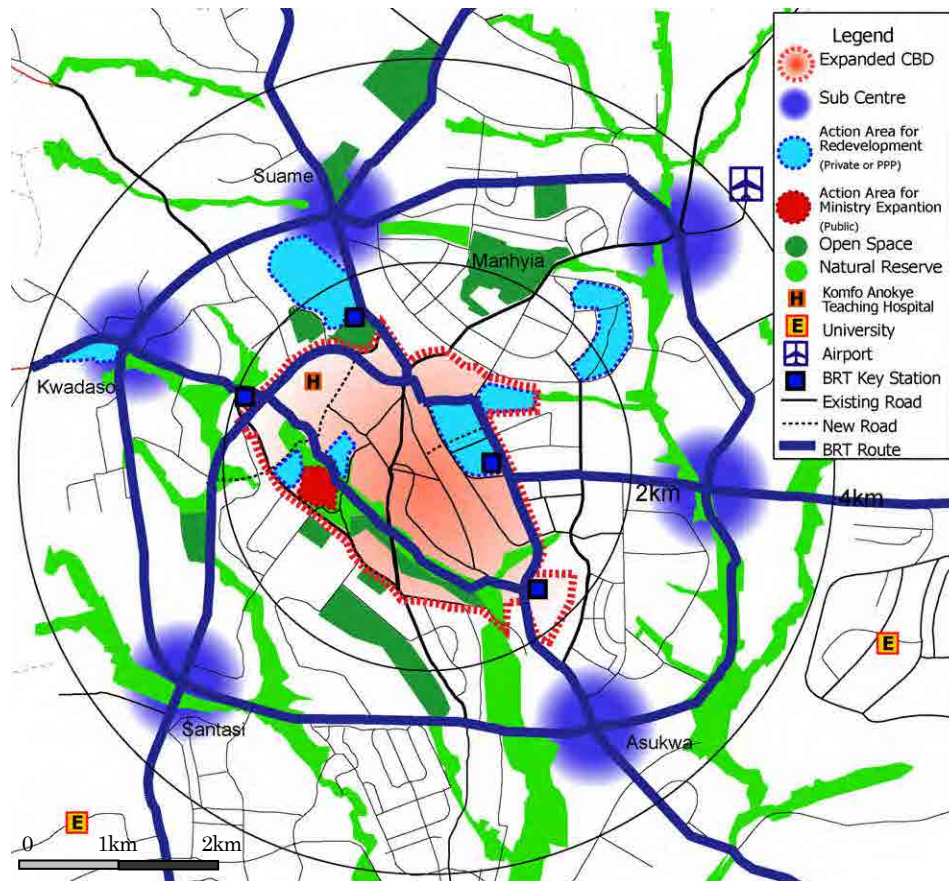 Legend
Expanded CBD
Sub Centre
Action Area for
Redevelopment
(Private or PPP)
Action Area for
Ministry Expantion
(Public)
Open Space
Natural Reserve
H
Komfo Anokye
Teaching Hospital
E
University
Airport
BRT Key Station
Existing Road
New Road
BRT Route
Suame
Manhyia
Kwadaso
H
2km
4km
E
Santasi
Asukwa
E
0 1km 2km